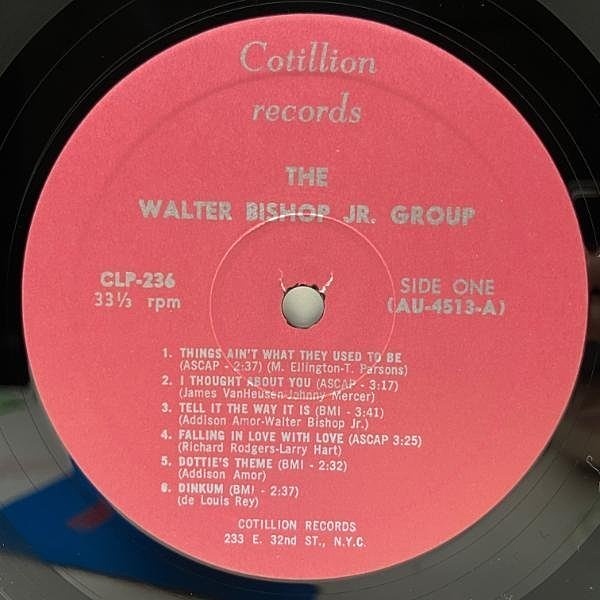 Cotillion
records
THE
WALTER BISHOP JR. GROUP
CLP-236
33⅓ rpm
SIDE ONE
(AU-4513-A)
1. THINGS AIN'T WHAT THEY USED TO BE
(ASCAP - 2:37) (M. Ellington-T. Parsons)
2. I THOUGHT ABOUT YOU (ASCAP - 3:17)
(James VanHeusen-Johnny Mercer)
3. TELL IT THE WAY IT IS (BMI - 3:41)
(Addison Amor-Walter Bishop Jr.)
4. FALLING IN LOVE WITH LOVE (ASCAP 3:25)
(Richard Rodgers-Larry Hart)
5. DOTTIE'S THEME (BMI - 2:32)
(Addison Amor)
6. DINKUM (BMI - 2:37)
(de Louis Rey)
COTILLION RECORDS
233 E. 32nd ST., N.Y.C.